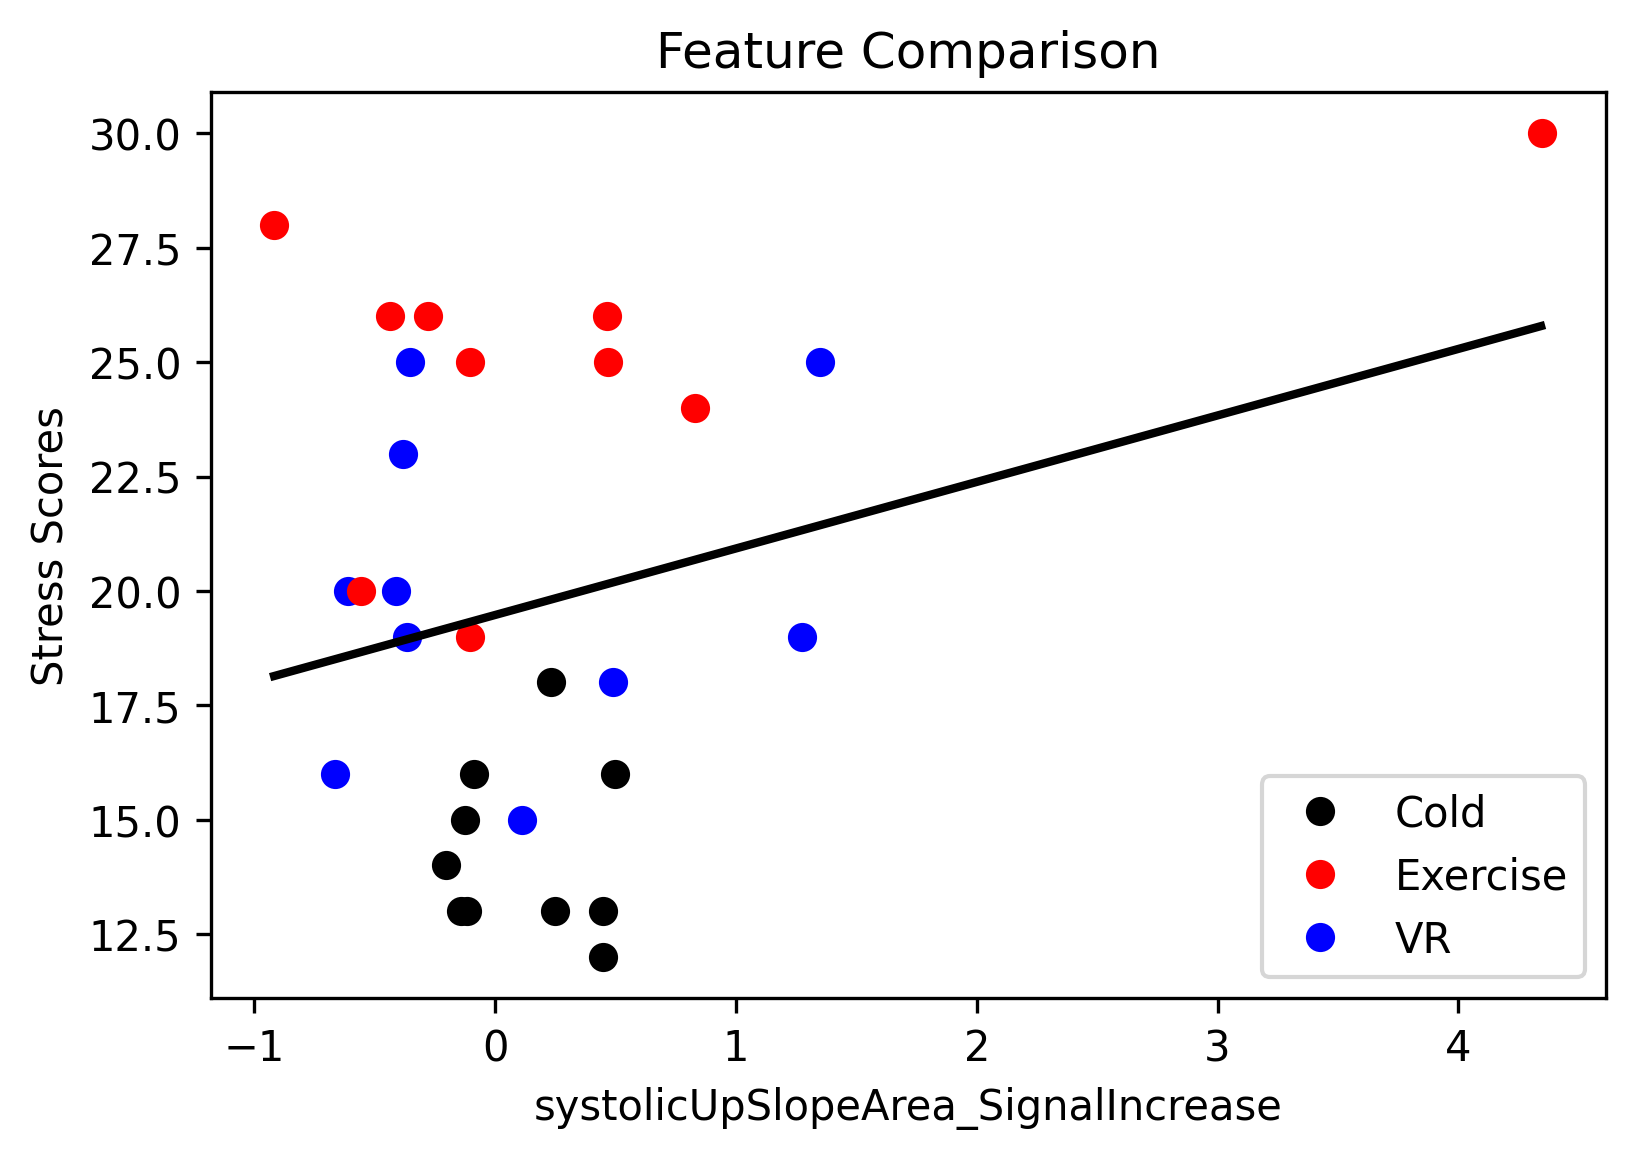 Feature Comparison
30.0
27.5
25.0
22.5
20.0
17.5
15.0
12.5
Stress Scores
Cold
Exercise
VR
−1 0 1 2 3 4
systolicUpSlopeArea_SignalIncrease